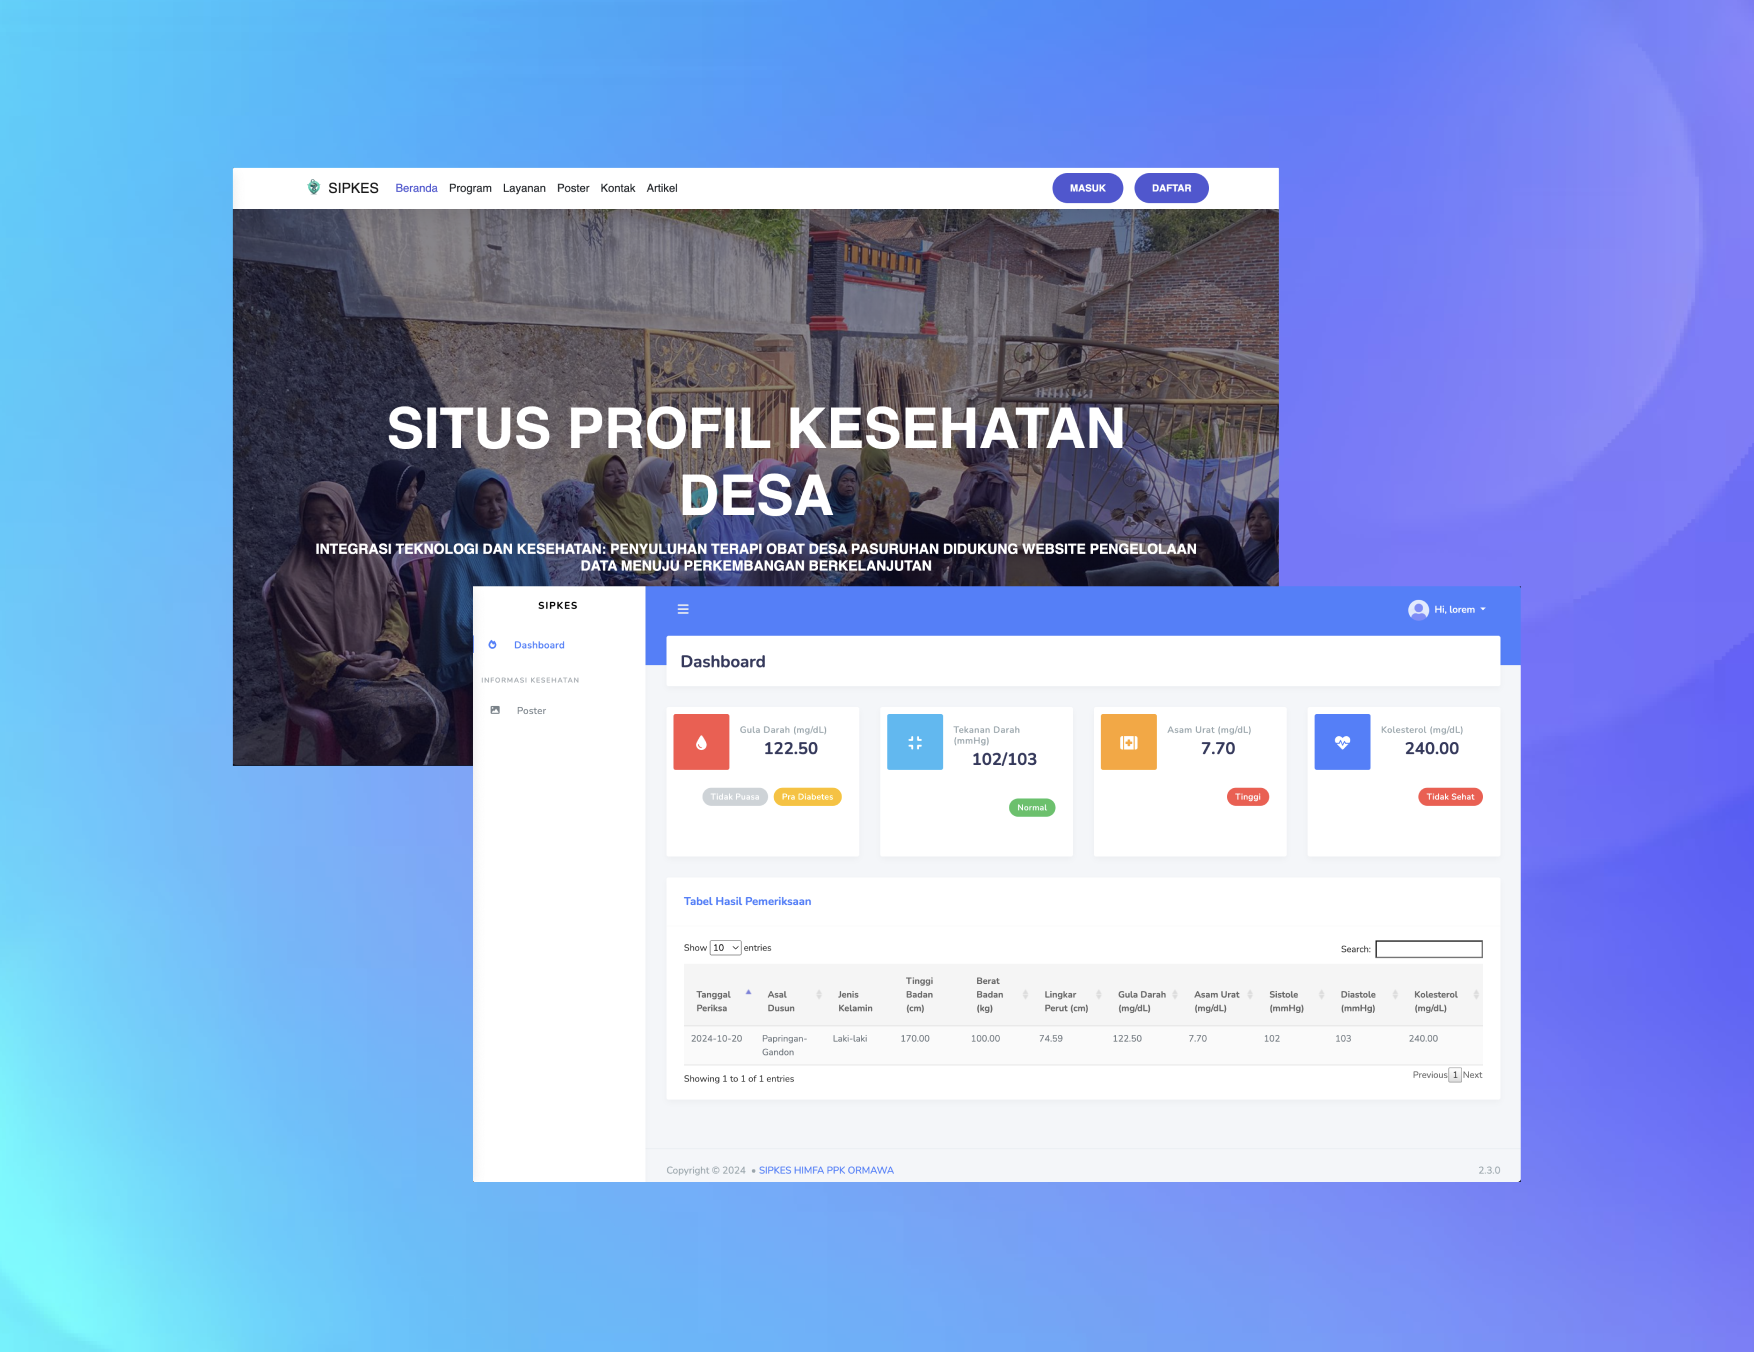 SIPKES Beranda Program Layanan Poster Kontak Artikel MASUK DAFTAR
SITUS PROFIL KESEHATAN
DESA
INTEGRASI TEKNOLOGI DAN KESEHATAN: PENYULUHAN TERAPI OBAT DESA PASURUHAN DIDUKUNG WEBSITE PENGELOLAAN
DATA MENUJU PERKEMBANGAN BERKELANJUTAN
SIPKES
Hi, lorem
Dashboard
INFORMASI KESEHATAN
Poster
Dashboard
Gula Darah (mg/dL)
122.50
Tidak Puasa Pra Diabetes
Tekanan Darah
(mmHg)
102/103
Normal
Asam Urat (mg/dL)
7.70
Tinggi
Kolesterol (mg/dL)
240.00
Tidak Sehat
Tabel Hasil Pemeriksaan
Show 10 entries
Search:
Tanggal Periksa
Asal Dusun
Jenis Kelamin
Tinggi Badan (cm)
Berat Badan (kg)
Lingkar Perut (cm)
Gula Darah (mg/dL)
Asam Urat (mg/dL)
Sistole (mmHg)
Diastole (mmHg)
Kolesterol (mg/dL)
2024-10-20 Papringan- Laki-laki 170.00 100.00 74.59 122.50 7.70 102 103 240.00
Gandon
Showing 1 to 1 of 1 entries
Previous 1 Next
Copyright © 2024 • SIPKES HIMFA PPK ORMAWA
2.3.0